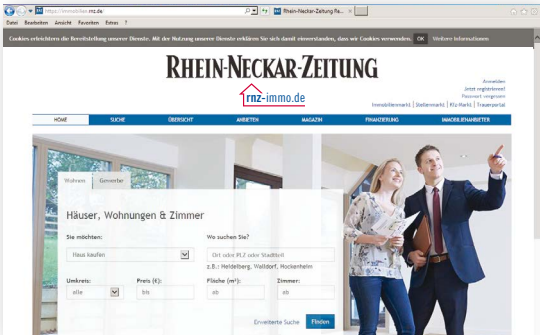 https://immobilien.rnz.de/
Rhein-Neckar-Zeitung Re...
Datei Bearbeiten Ansicht Favoriten Extras ?
Cookies erleichtern die Bereitstellung unserer Dienste. Mit der Nutzung unserer Dienste erklären Sie sich damit einverstanden, dass wir Cookies verwenden. OK Weitere Informationen
RHEIN-NECKAR-ZEITUNG
rnz-immo.de
Anmelden
Jetzt registrieren!
Passwort vergessen
Immobilienmarkt | Stellenmarkt | Kfz-Markt | Trauerportal
HOME SUCHE ÜBERSICHT ANBIETEN MAGAZIN FINANZIERUNG IMMOBILIENANBIETER
Wohnen Gewerbe
Häuser, Wohnungen & Zimmer
Sie möchten: Wo suchen Sie?
Haus kaufen Ort oder PLZ oder Stadtteil
z.B.: Heidelberg, Walldorf, Hockenheim
Umkreis: Preis (€): Fläche (m²): Zimmer:
alle bis ab ab
Erweiterte Suche Finden